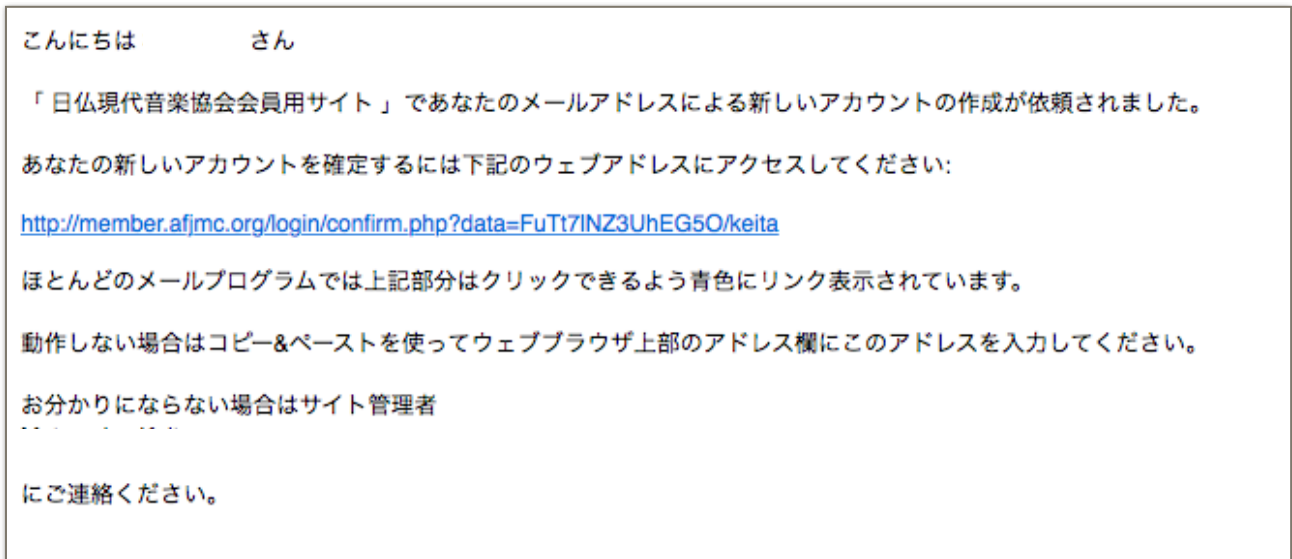 こんにちは　　　　　さん
「 日仏現代音楽協会会員用サイト 」であなたのメールアドレスによる新しいアカウントの作成が依頼されました。
あなたの新しいアカウントを確定するには下記のウェブアドレスにアクセスしてください:
http://member.afjmc.org/login/confirm.php?data=FuTt7lNZ3UhEG5O/keita
ほとんどのメールプログラムでは上記部分はクリックできるよう青色にリンク表示されています。
動作しない場合はコピー&ペーストを使ってウェブブラウザ上部のアドレス欄にこのアドレスを入力してください。
お分かりにならない場合はサイト管理者
にご連絡ください。